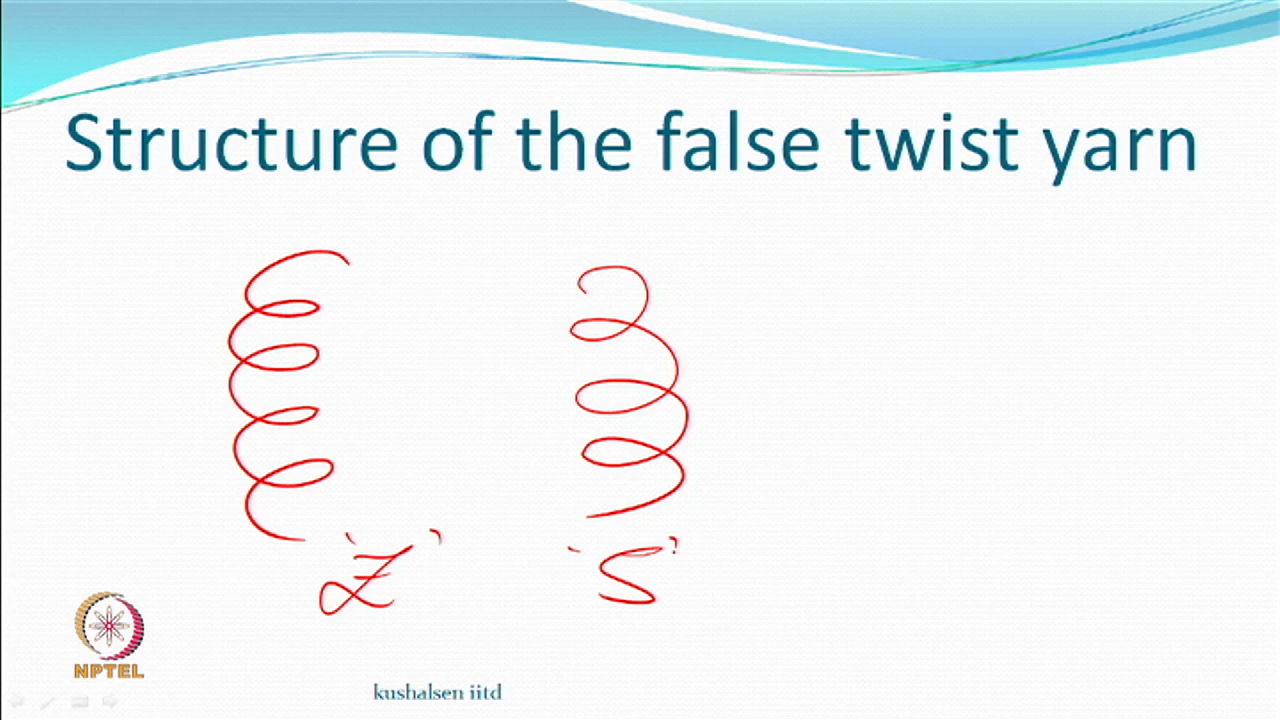 Structure of the false twist yarn
'Z' 'S'
NPTEL
kushalsen iitd